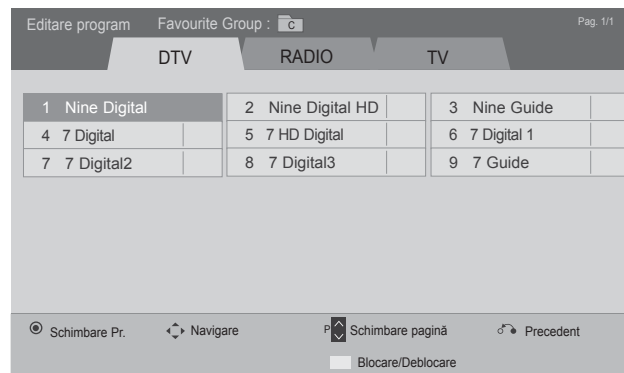 Editare program Favourite Group : C Pag. 1/1
DTV RADIO TV
1 Nine Digital 2 Nine Digital HD 3 Nine Guide
4 7 Digital 5 7 HD Digital 6 7 Digital 1
7 7 Digital2 8 7 Digital3 9 7 Guide
Schimbare Pr. Navigare P Schimbare pagină Precedent
Blocare/Deblocare